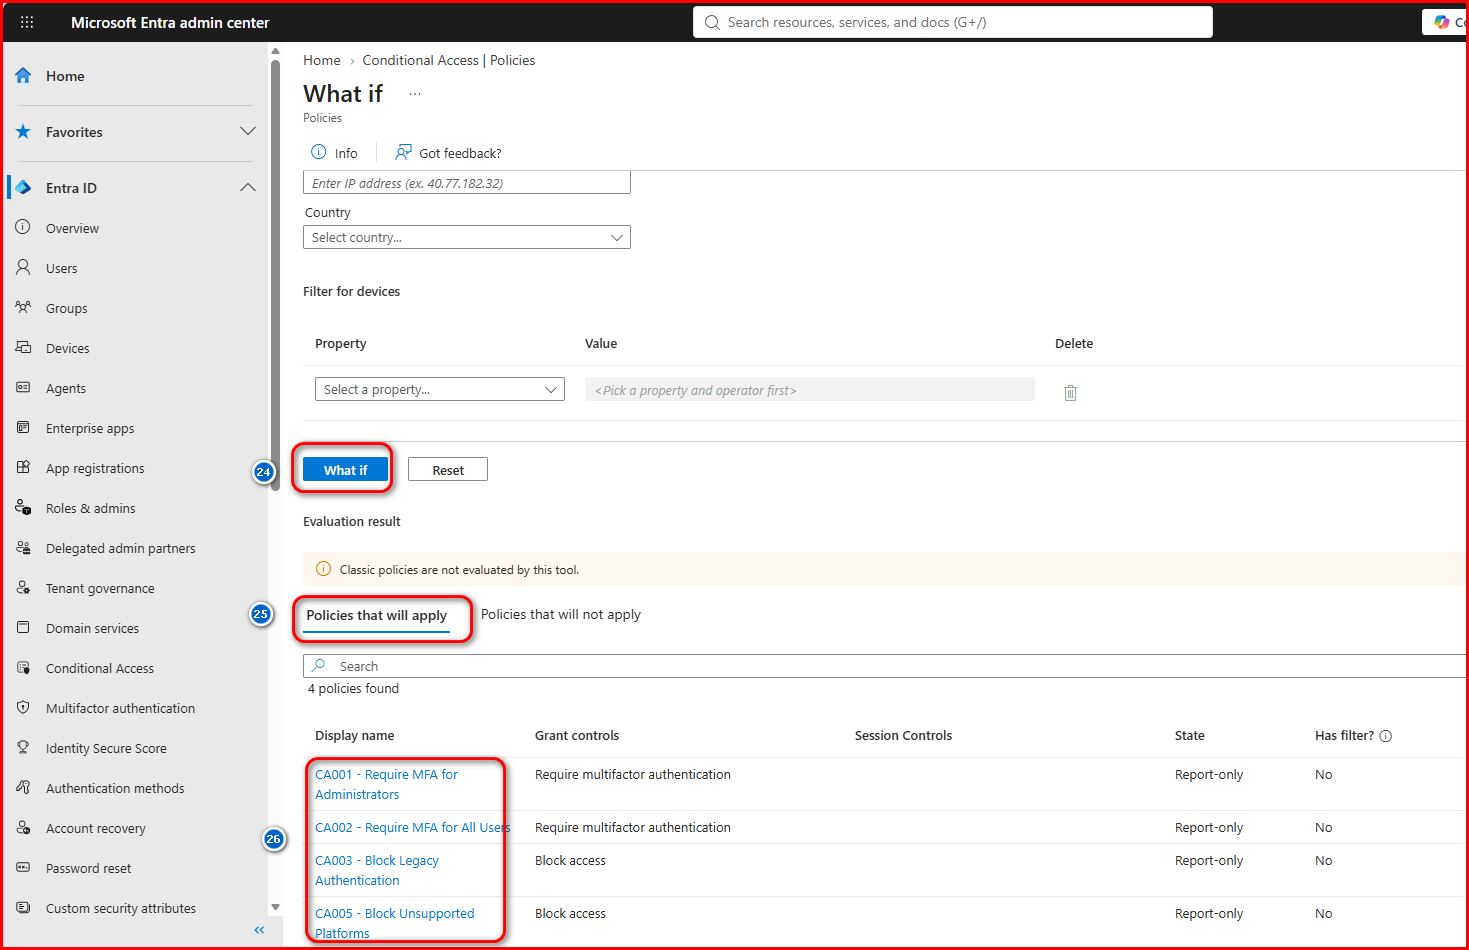 Microsoft Entra admin center
Search resources, services, and docs (G+/)
Home
Favorites
Entra ID
Overview
Users
Groups
Devices
Agents
Enterprise apps
App registrations
Roles & admins
Delegated admin partners
Tenant governance
Domain services
Conditional Access
Multifactor authentication
Identity Secure Score
Authentication methods
Account recovery
Password reset
Custom security attributes
Home › Conditional Access | Policies
What if ...
Policies
Info
Got feedback?
Enter IP address (ex. 40.77.182.32)
Country
Select country...
Filter for devices
Property Value Delete
Select a property... <Pick a property and operator first>
24
What if Reset
Evaluation result
Classic policies are not evaluated by this tool.
25
Policies that will apply Policies that will not apply
Search
4 policies found
Display name Grant controls Session Controls State Has filter?
CA001 - Require MFA for Require multifactor authentication Report-only No
Administrators
26
CA002 - Require MFA for All Users Require multifactor authentication Report-only No
CA003 - Block Legacy Block access Report-only No
Authentication
CA005 - Block Unsupported Block access Report-only No
Platforms